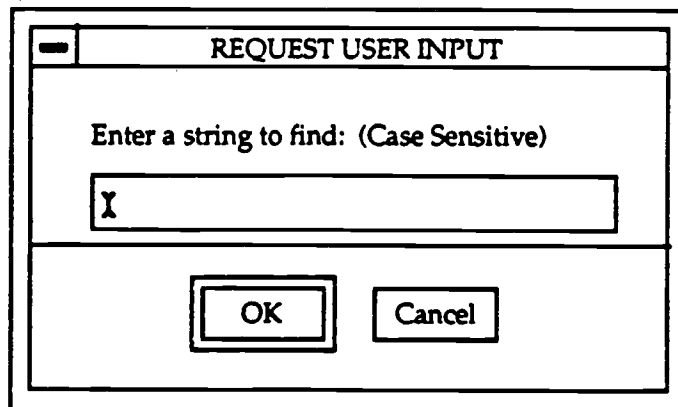 REQUEST USER INPUT
Enter a string to find: (Case Sensitive)
OK Cancel